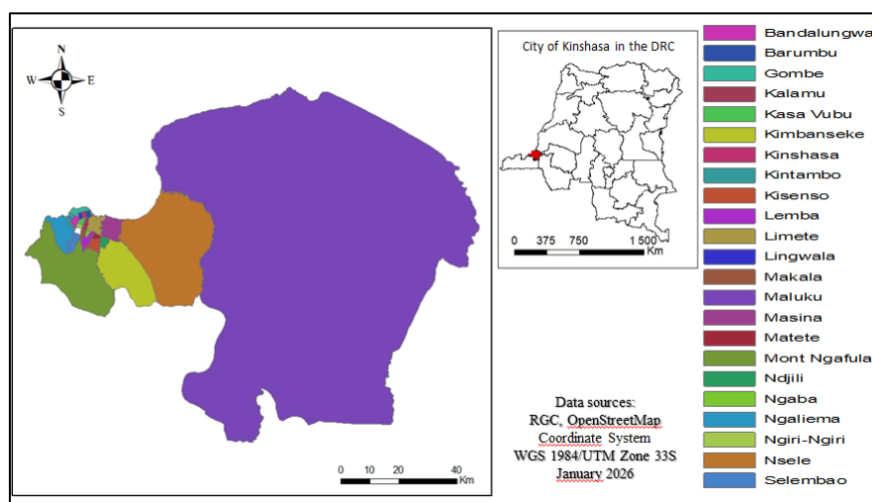 N
W E
S
0 10 20 40
Km
City of Kinshasa in the DRC
0 375 750 1 500
Km
Data sources:
RGC, OpenStreetMap
Coordinate System
WGS 1984/UTM Zone 33S
January 2026
Bandalungwa
Barumbu
Gombe
Kalamu
Kasa Vubu
Kimbanseke
Kinshasa
Kintambo
Kisenso
Lemba
Limete
Lingwala
Makala
Maluku
Masina
Matete
Mont Ngafula
Ndjili
Ngaba
Ngaliema
Ngiri-Ngiri
Nsele
Selembao